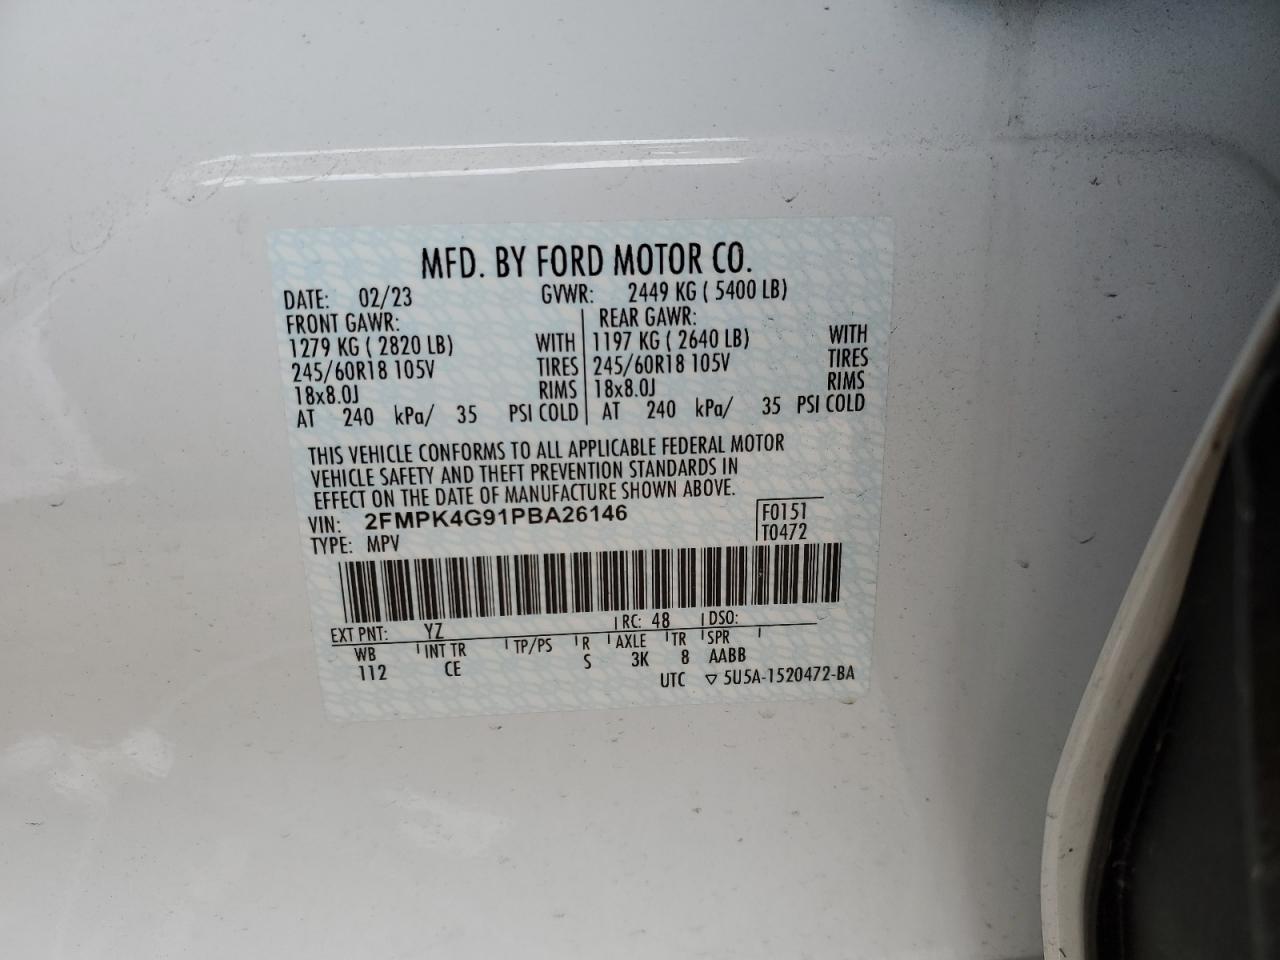 MFD. BY FORD MOTOR CO.
DATE: 02/23 GVWR: 2449 KG ( 5400 LB)
FRONT GAWR: REAR GAWR:
1279 KG ( 2820 LB) WITH 1197 KG ( 2640 LB) WITH
245/60R18 105V TIRES 245/60R18 105V TIRES
18x8.0J RIMS 18x8.0J RIMS
AT 240 kPa/ 35 PSI COLD AT 240 kPa/ 35 PSI COLD
THIS VEHICLE CONFORMS TO ALL APPLICABLE FEDERAL MOTOR
VEHICLE SAFETY AND THEFT PREVENTION STANDARDS IN
EFFECT ON THE DATE OF MANUFACTURE SHOWN ABOVE.
VIN: 2FMPK4G91PBA26146 F0151
TYPE: MPV T0472
EXT PNT: YZ RC: 48 DSO:
WB INT TR TP/PS R AXLE TR SPR
112 CE S 3K 8 AABB
UTC ▽ 5U5A-1520472-BA